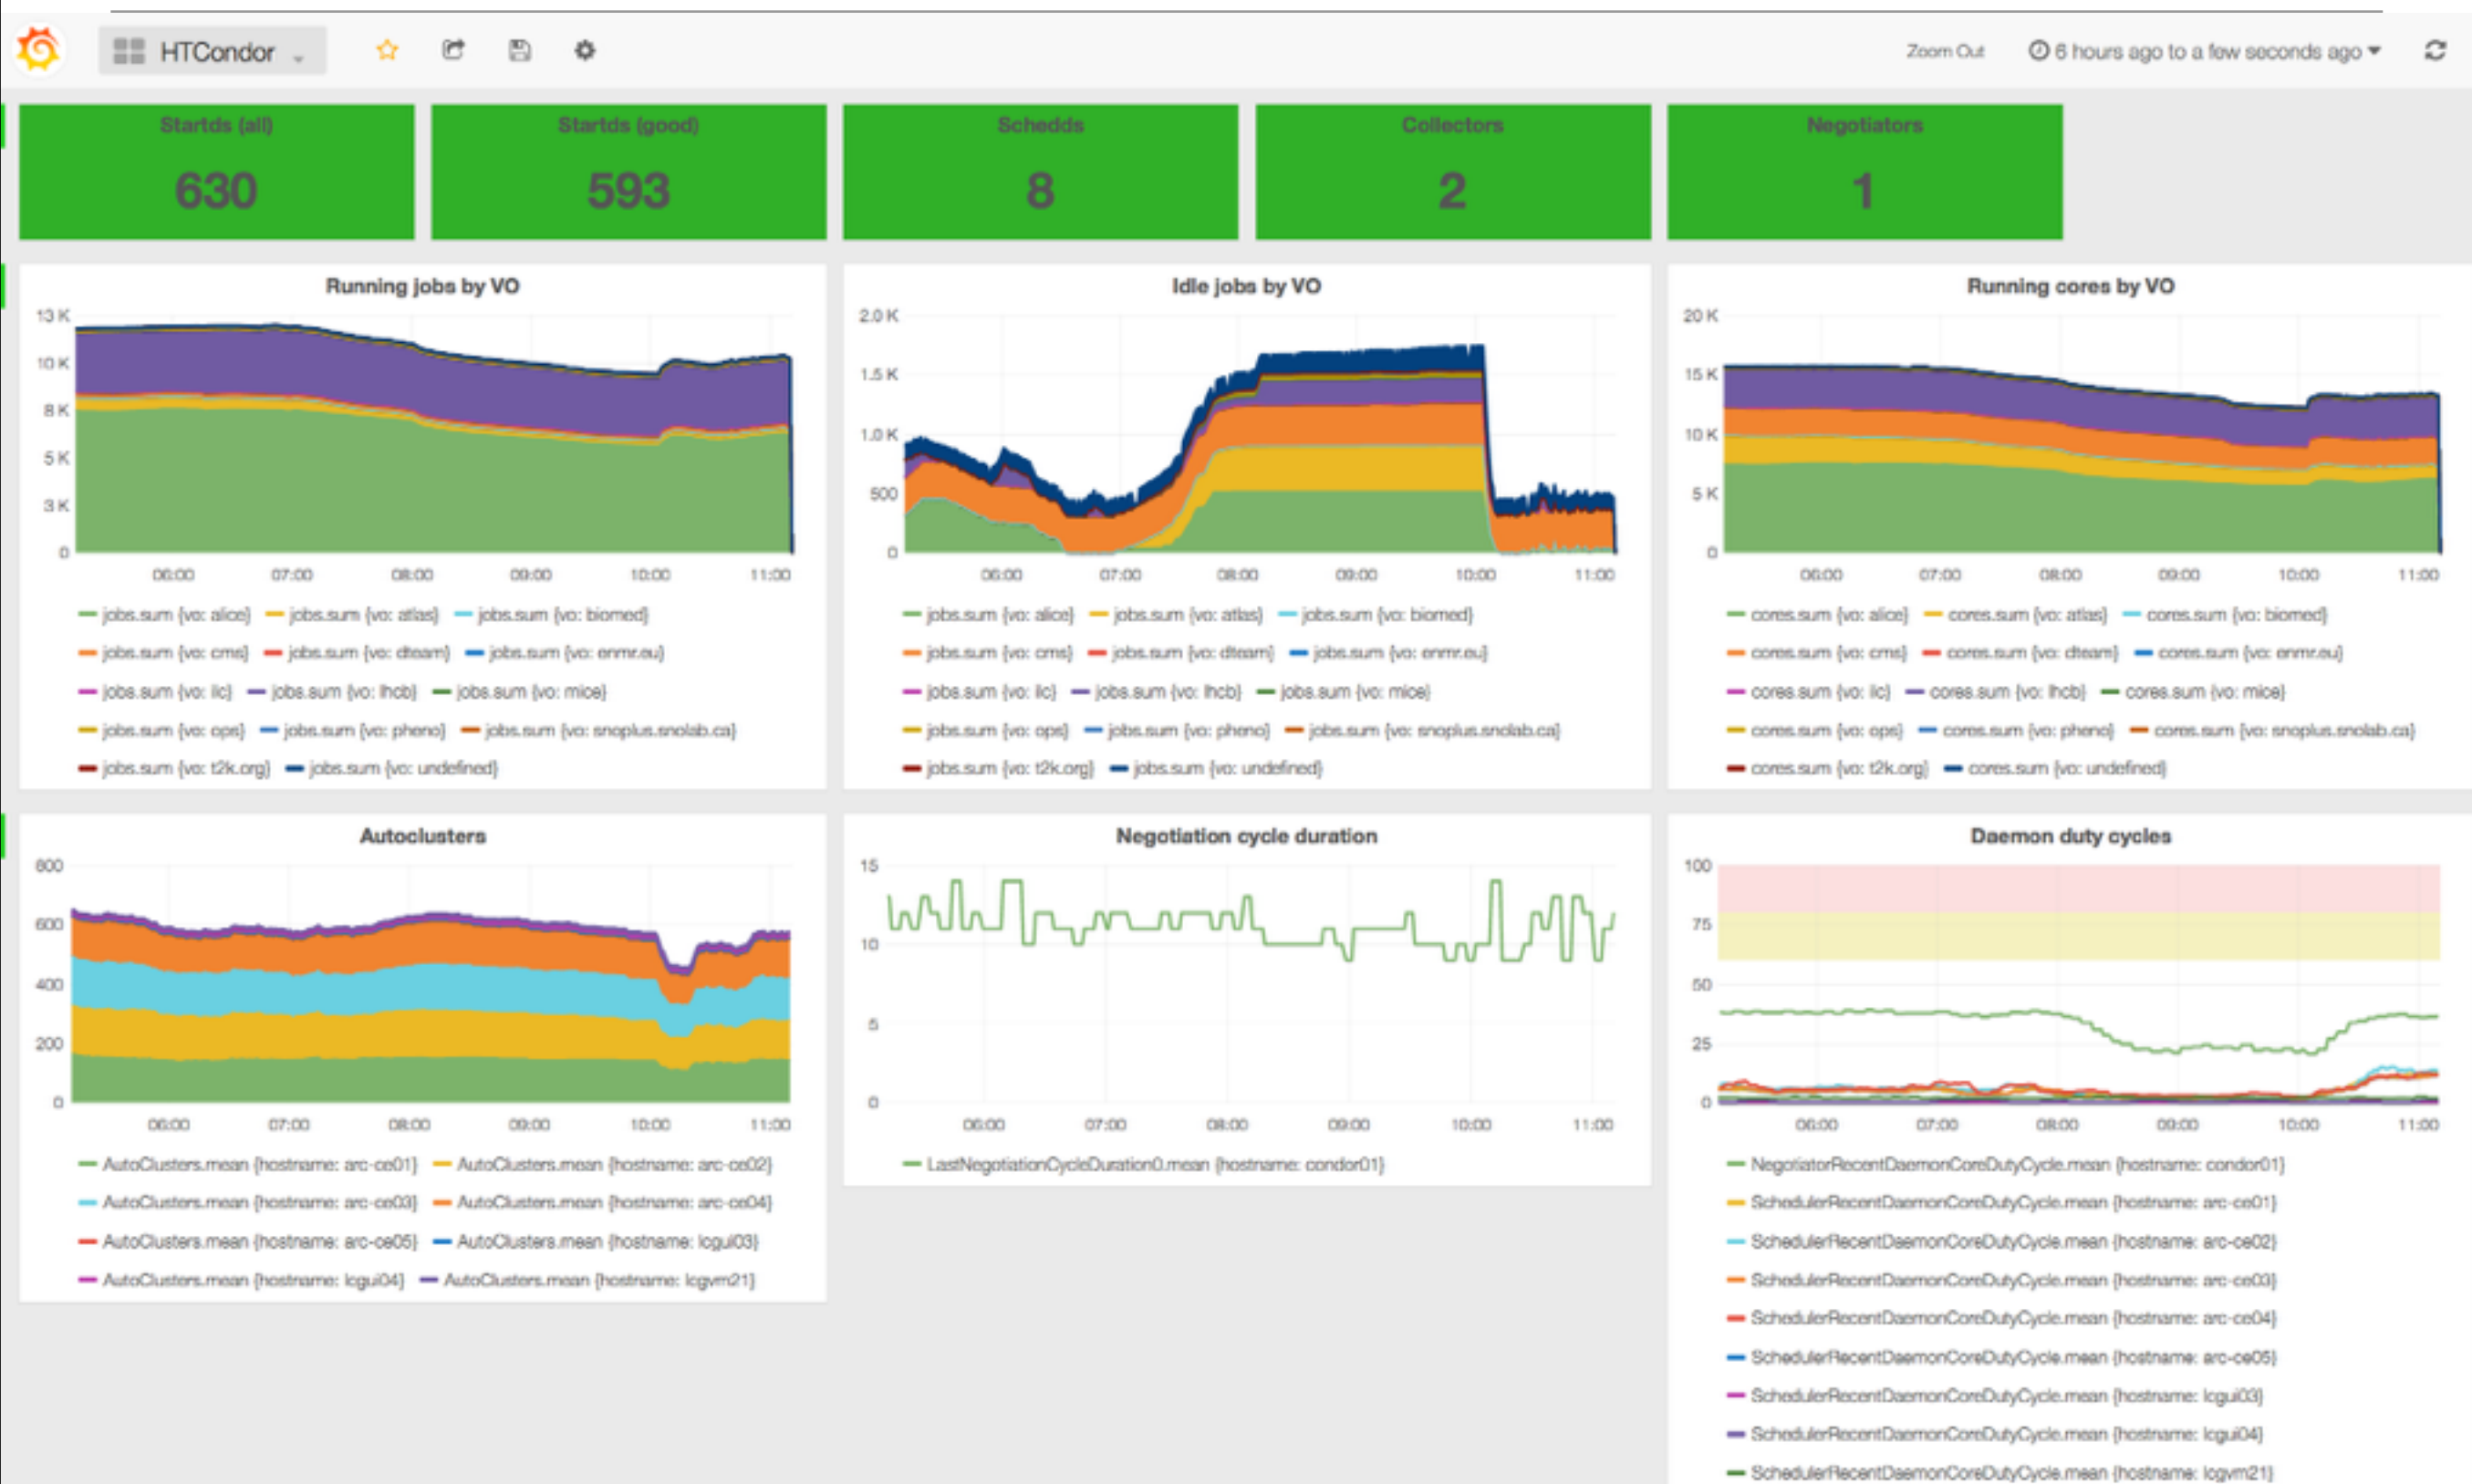 HTCondor
Zoom Out
6 hours ago to a few seconds ago
Startds (all)
630
Startds (good)
593
Schedds
8
Collectors
2
Negotiators
1
Running jobs by VO
13 K
10 K
8 K
5 K
3 K
0
06:00 07:00 08:00 09:00 10:00 11:00
jobs.sum {vo: alice} jobs.sum {vo: atlas} jobs.sum {vo: biomed}
jobs.sum {vo: cms} jobs.sum {vo: dteam} jobs.sum {vo: enmr.eu}
jobs.sum {vo: ilc} jobs.sum {vo: lhcb} jobs.sum {vo: mice}
jobs.sum {vo: ops} jobs.sum {vo: pheno} jobs.sum {vo: snoplus.snolab.ca}
jobs.sum {vo: t2k.org} jobs.sum {vo: undefined}
Idle jobs by VO
2.0 K
1.5 K
1.0 K
500
0
06:00 07:00 08:00 09:00 10:00 11:00
jobs.sum {vo: alice} jobs.sum {vo: atlas} jobs.sum {vo: biomed}
jobs.sum {vo: cms} jobs.sum {vo: dteam} jobs.sum {vo: enmr.eu}
jobs.sum {vo: ilc} jobs.sum {vo: lhcb} jobs.sum {vo: mice}
jobs.sum {vo: ops} jobs.sum {vo: pheno} jobs.sum {vo: snoplus.snolab.ca}
jobs.sum {vo: t2k.org} jobs.sum {vo: undefined}
Running cores by VO
20 K
15 K
10 K
5 K
0
06:00 07:00 08:00 09:00 10:00 11:00
cores.sum {vo: alice} cores.sum {vo: atlas} cores.sum {vo: biomed}
cores.sum {vo: cms} cores.sum {vo: dteam} cores.sum {vo: enmr.eu}
cores.sum {vo: ilc} cores.sum {vo: lhcb} cores.sum {vo: mice}
cores.sum {vo: ops} cores.sum {vo: pheno} cores.sum {vo: snoplus.snolab.ca}
cores.sum {vo: t2k.org} cores.sum {vo: undefined}
Autoclusters
800
600
400
200
0
06:00 07:00 08:00 09:00 10:00 11:00
AutoClusters.mean {hostname: arc-ce01} AutoClusters.mean {hostname: arc-ce02}
AutoClusters.mean {hostname: arc-ce03} AutoClusters.mean {hostname: arc-ce04}
AutoClusters.mean {hostname: arc-ce05} AutoClusters.mean {hostname: lcgui03}
AutoClusters.mean {hostname: lcgui04} AutoClusters.mean {hostname: lcgvm21}
Negotiation cycle duration
15
10
5
0
06:00 07:00 08:00 09:00 10:00 11:00
LastNegotiationCycleDuration0.mean {hostname: condor01}
Daemon duty cycles
100
75
50
25
0
06:00 07:00 08:00 09:00 10:00 11:00
NegotiatorRecentDaemonCoreDutyCycle.mean {hostname: condor01}
SchedulerRecentDaemonCoreDutyCycle.mean {hostname: arc-ce01}
SchedulerRecentDaemonCoreDutyCycle.mean {hostname: arc-ce02}
SchedulerRecentDaemonCoreDutyCycle.mean {hostname: arc-ce03}
SchedulerRecentDaemonCoreDutyCycle.mean {hostname: arc-ce04}
SchedulerRecentDaemonCoreDutyCycle.mean {hostname: arc-ce05}
SchedulerRecentDaemonCoreDutyCycle.mean {hostname: lcgui03}
SchedulerRecentDaemonCoreDutyCycle.mean {hostname: lcgui04}
SchedulerRecentDaemonCoreDutyCycle.mean {hostname: lcgvm21}